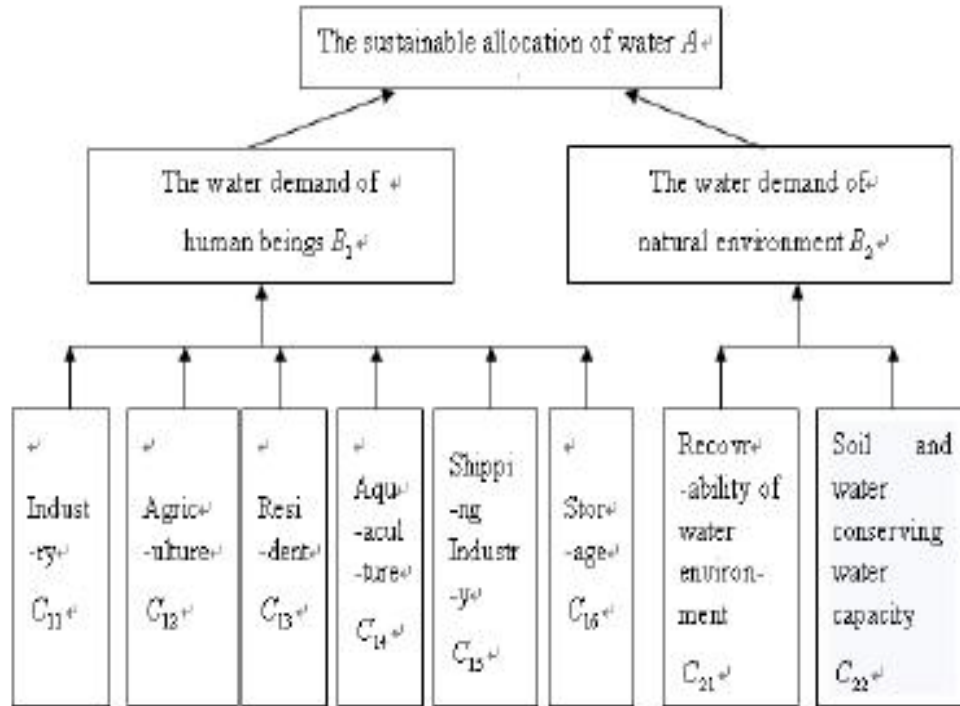 The sustainable allocation of water A↵
The water demand of ↵
human beings B₁↵
The water demand of↵
natural environment B₂↵
↵
Indust
-ry↵
C₁₁↵
↵
Agric↵
-ulture↵
C₁₂↵
↵
Resi
-dent↵
C₁₃↵
↵
Aqu
-acul
-ture↵
C₁₄↵
Shippi
-ng
Industr
-y↵
C₁₅↵
↵
Stor
-age↵
C₁₆↵
Recovr↵
-ability of
water
environ-
ment
C₂₁↵
Soil and
water
conserving
water
capacity
C₂₂↵